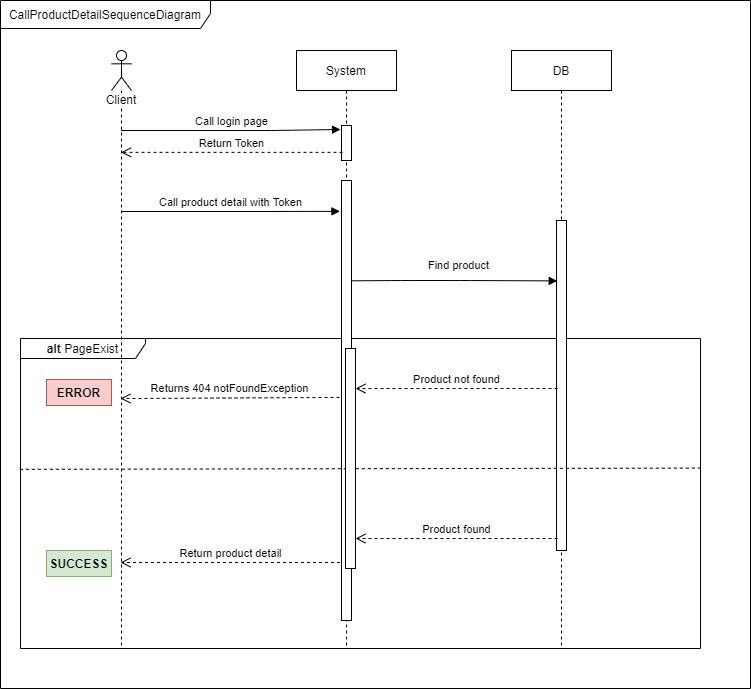 CallProductDetailSequenceDiagram
Client
System
DB
Call login page
Return Token
Call product detail with Token
Find product
alt PageExist
ERROR
Returns 404 notFoundException
Product not found
Product found
SUCCESS
Return product detail